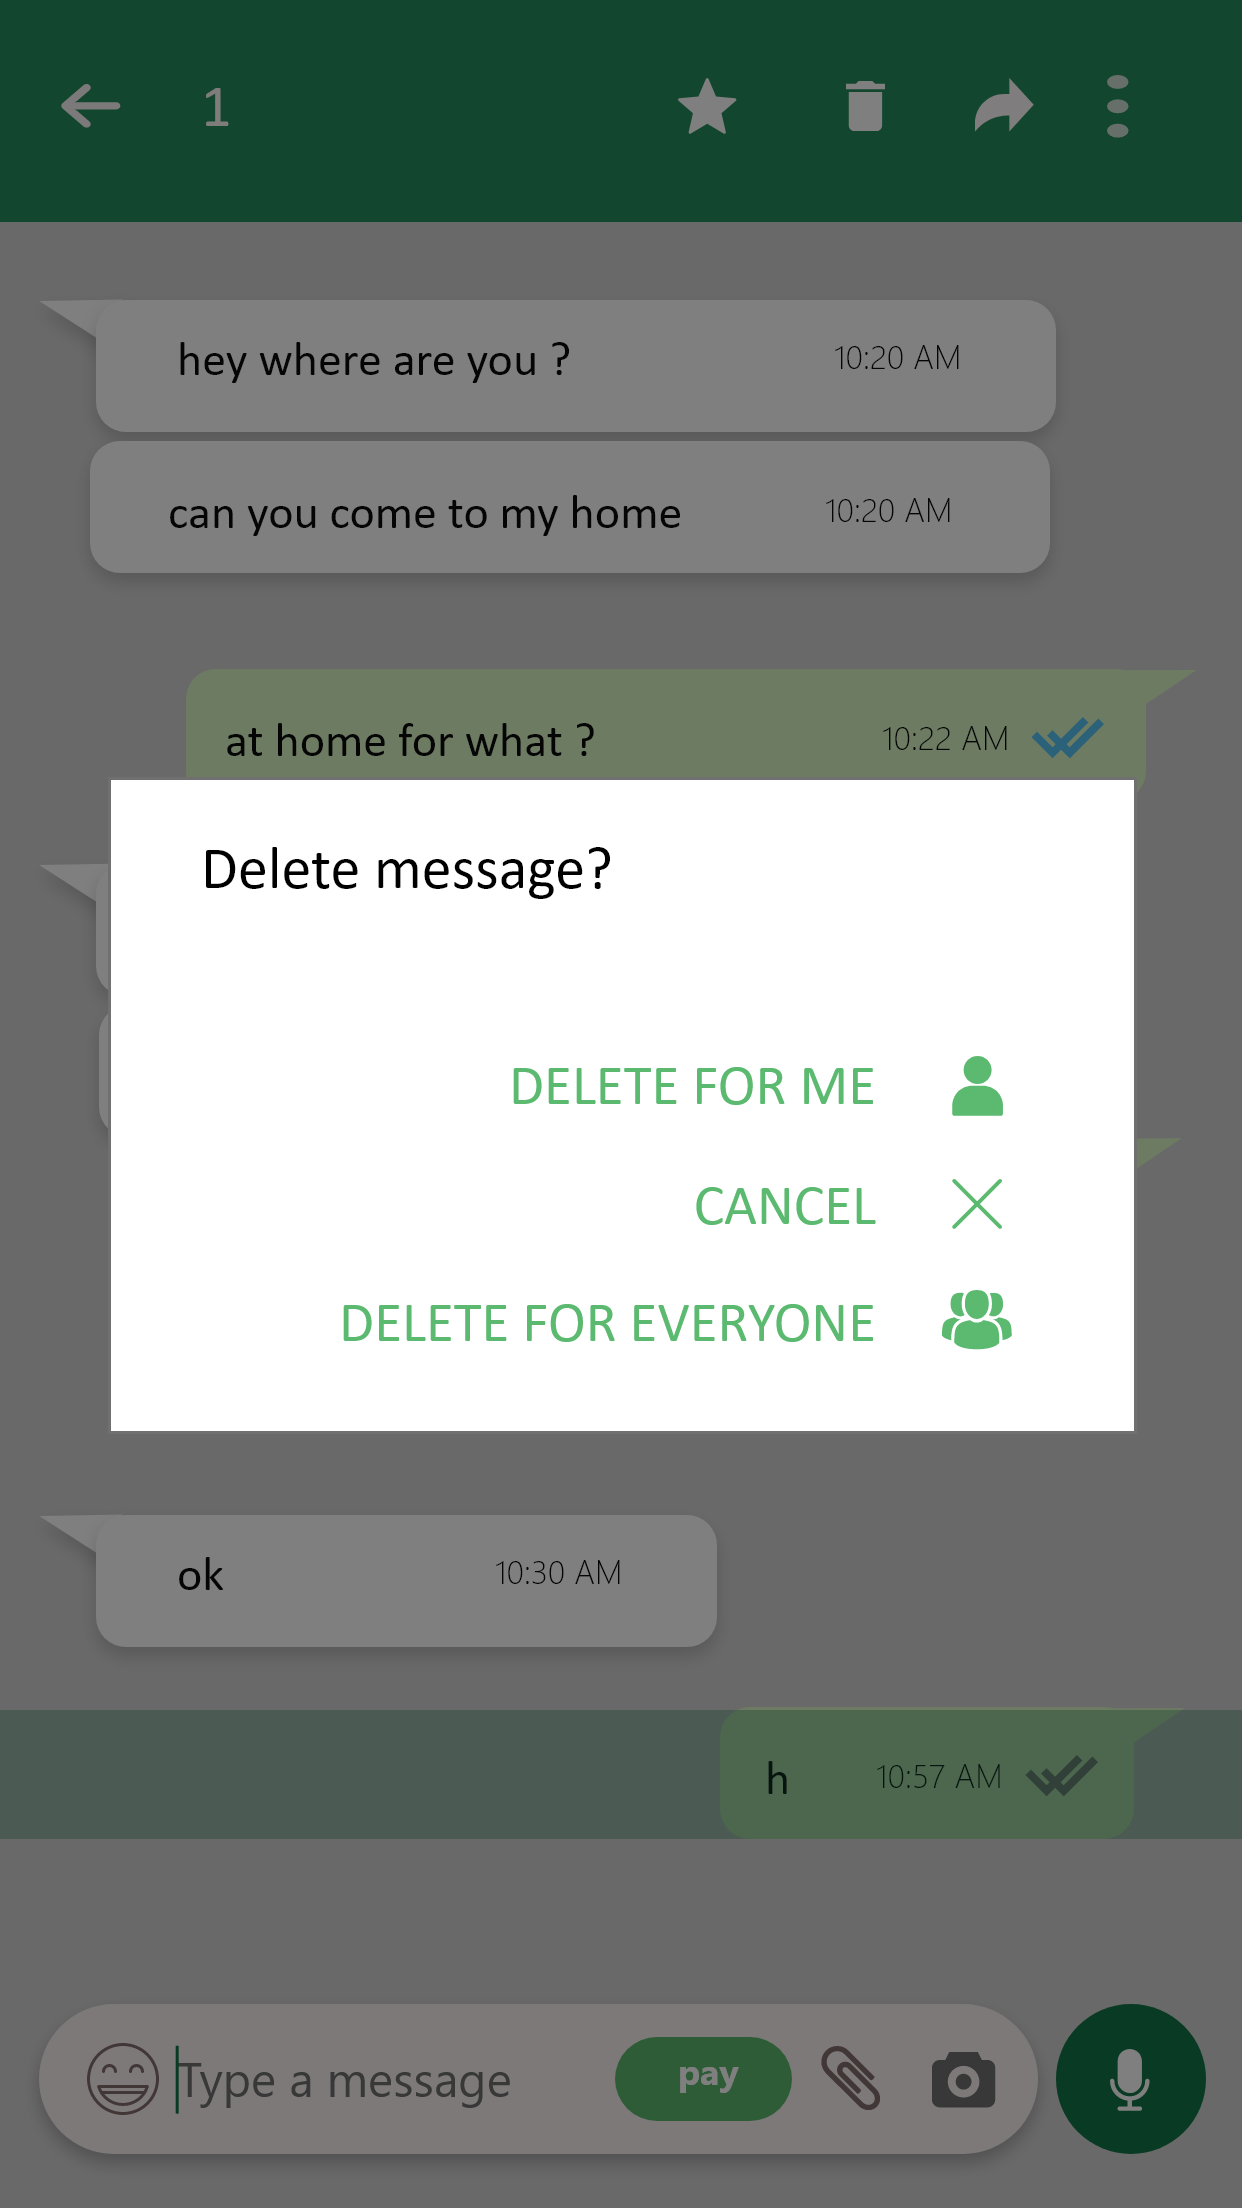 1
hey where are you ? 10:20 AM
can you come to my home 10:20 AM
at home for what ? 10:22 AM
Delete message?
DELETE FOR ME
CANCEL
DELETE FOR EVERYONE
ok 10:30 AM
h 10:57 AM
Type a message pay